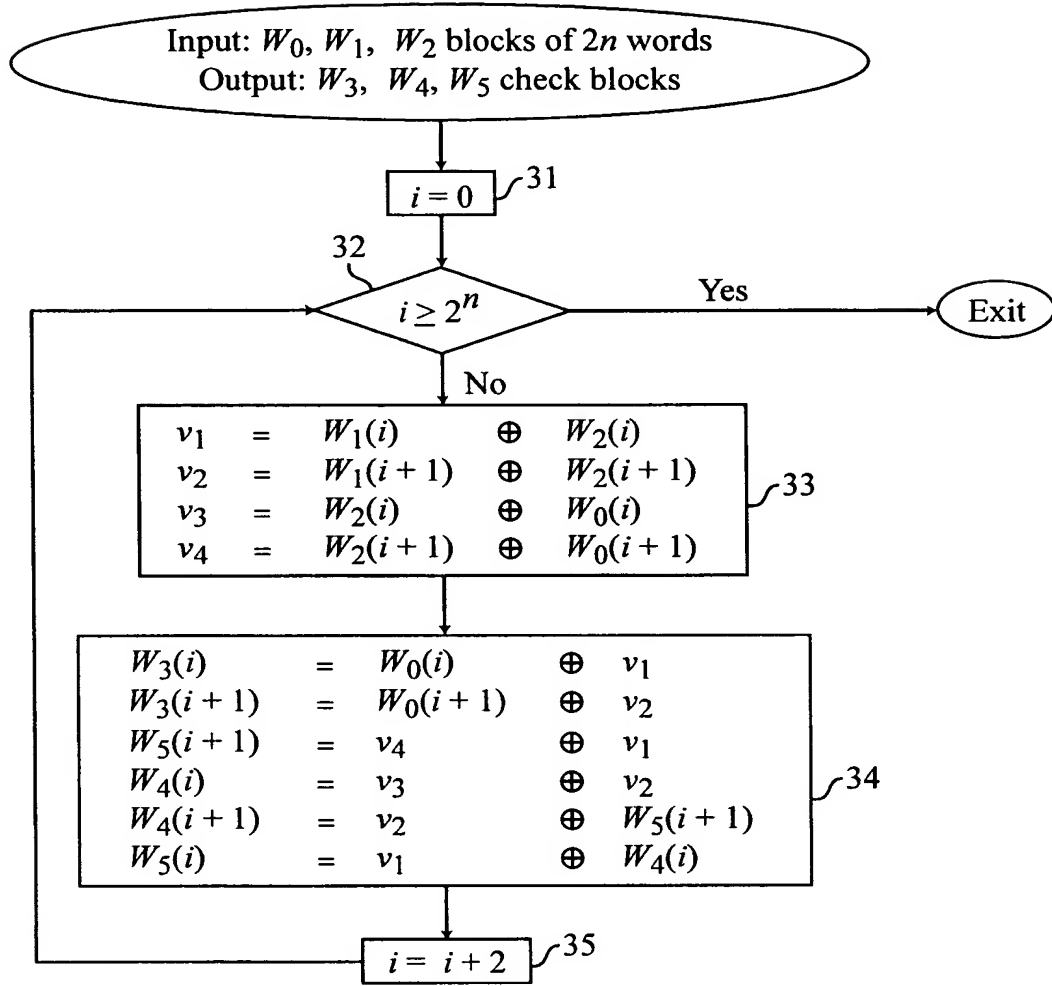 Input: W₀, W₁, W₂ blocks of 2n words
Output: W₃, W₄, W₅ check blocks
i = 0
31
32
i ≥ 2ⁿ
Yes
Exit
No
v₁ = W₁(i) ⊕ W₂(i)
v₂ = W₁(i + 1) ⊕ W₂(i + 1)
v₃ = W₂(i) ⊕ W₀(i)
v₄ = W₂(i + 1) ⊕ W₀(i + 1)
33
W₃(i) = W₀(i) ⊕ v₁
W₃(i + 1) = W₀(i + 1) ⊕ v₂
W₅(i + 1) = v₄ ⊕ v₁
W₄(i) = v₃ ⊕ v₂
W₄(i + 1) = v₂ ⊕ W₅(i + 1)
W₅(i) = v₁ ⊕ W₄(i)
34
i = i + 2
35